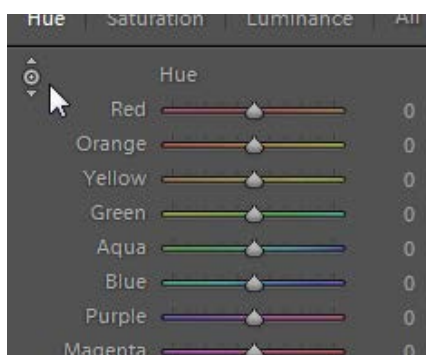 Hue Saturation Luminance All
Hue
Red 0
Orange 0
Yellow 0
Green 0
Aqua 0
Blue 0
Purple 0
Magenta 0